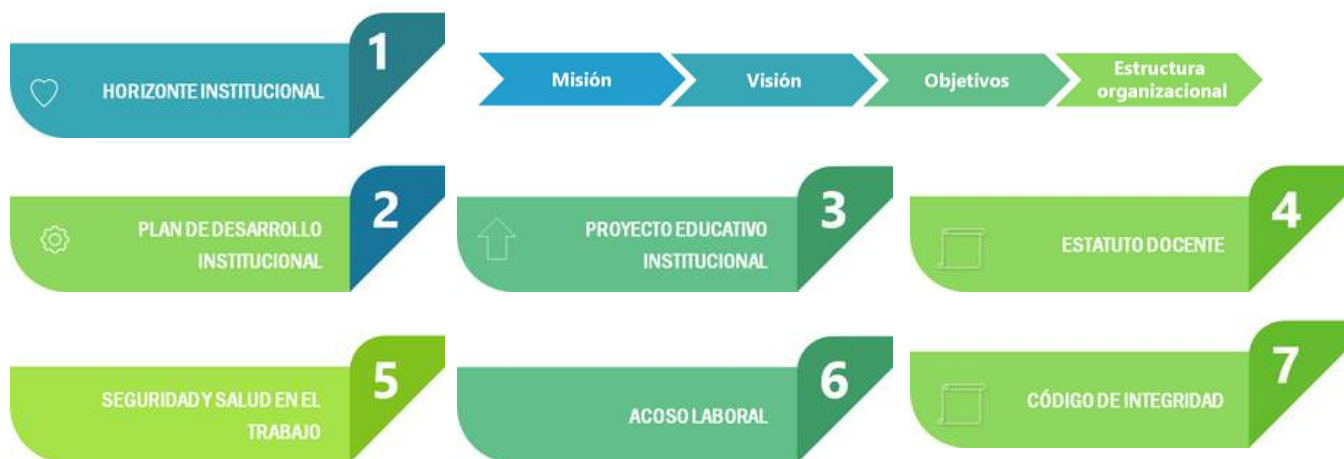 1
HORIZONTE INSTITUCIONAL
Misión
Visión
Objetivos
Estructura
organizacional
2
PLAN DE DESARROLLO
INSTITUCIONAL
3
PROYECTO EDUCATIVO
INSTITUCIONAL
4
ESTATUTO DOCENTE
5
SEGURIDAD Y SALUD EN EL
TRABAJO
6
ACOSO LABORAL
7
CÓDIGO DE INTEGRIDAD